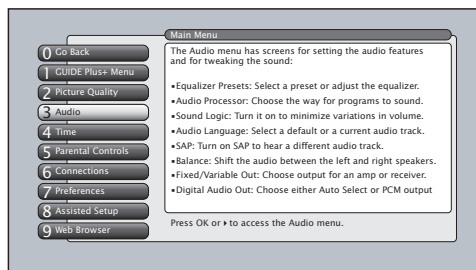 Main Menu
0 Go Back
1 GUIDE Plus+ Menu
2 Picture Quality
3 Audio
4 Time
5 Parental Controls
6 Connections
7 Preferences
8 Assisted Setup
9 Web Browser
The Audio menu has screens for setting the audio features
and for tweaking the sound:
▪Equalizer Presets: Select a preset or adjust the equalizer.
▪Audio Processor: Choose the way for programs to sound.
▪Sound Logic: Turn it on to minimize variations in volume.
▪Audio Language: Select a default or a current audio track.
▪SAP: Turn on SAP to hear a different audio track.
▪Balance: Shift the audio between the left and right speakers.
▪Fixed/Variable Out: Choose output for an amp or receiver.
▪Digital Audio Out: Choose either Auto Select or PCM output
Press OK or ▸ to access the Audio menu.